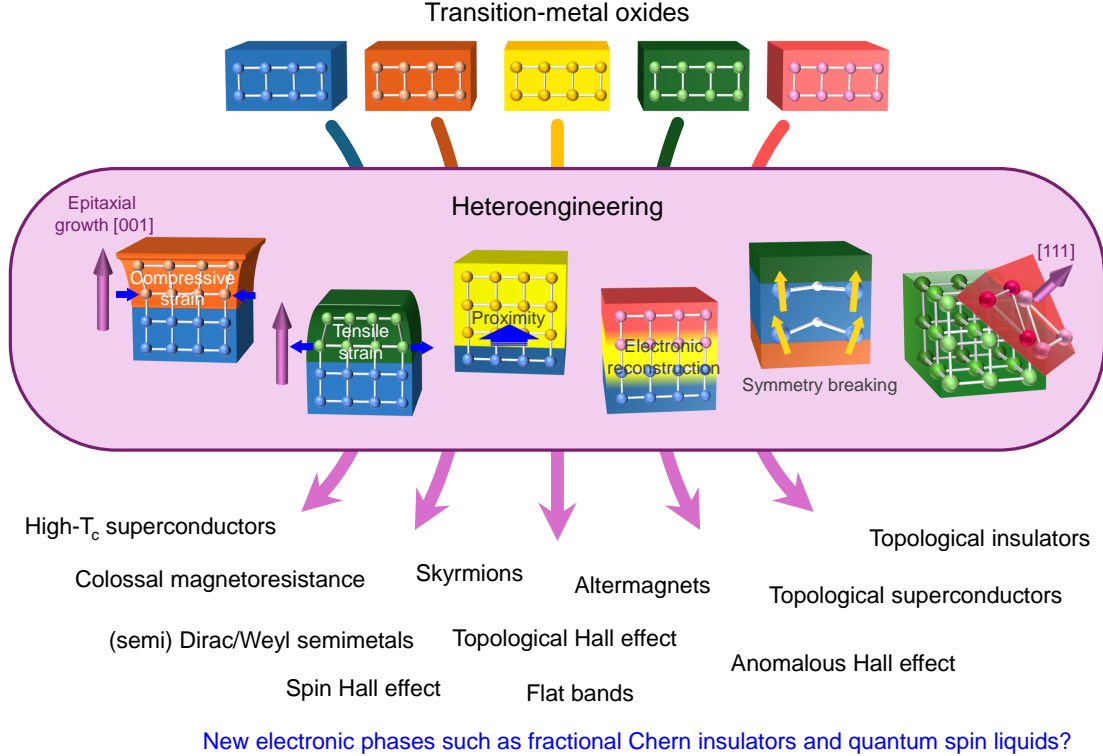 Transition-metal oxides
Heteroengineering
Epitaxial
growth [001]
Compressive
strain
Tensile
strain
Proximity
Electronic
reconstruction
Symmetry breaking
[111]
High-Tc superconductors
Colossal magnetoresistance
(semi) Dirac/Weyl semimetals
Spin Hall effect
Skyrmions
Topological Hall effect
Flat bands
Altermagnets
Topological insulators
Topological superconductors
Anomalous Hall effect
New electronic phases such as fractional Chern insulators and quantum spin liquids?